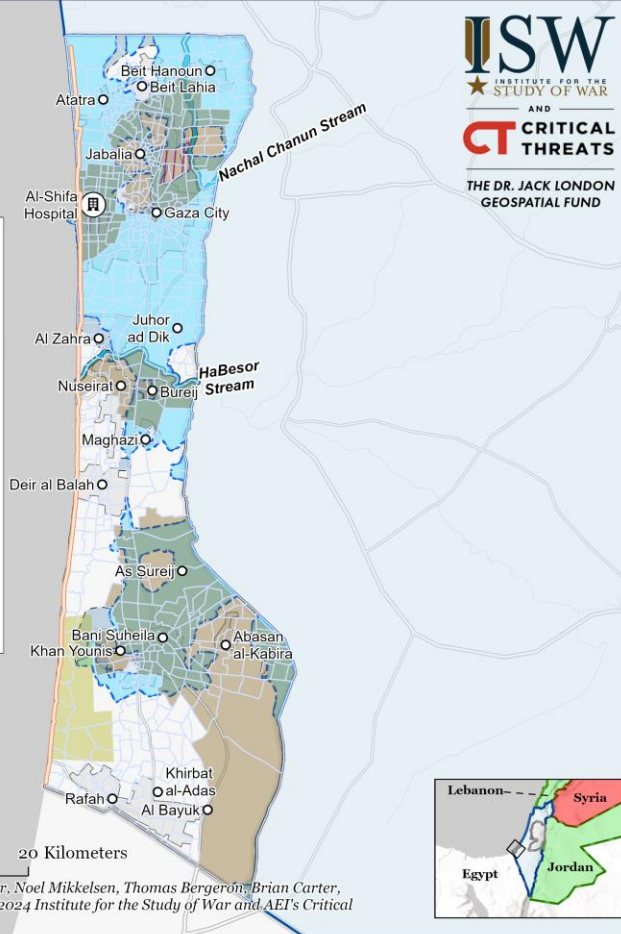 ISW
INSTITUTE FOR THE
STUDY OF WAR
AND
CT CRITICAL
THREATS
THE DR. JACK LONDON
GEOSPATIAL FUND
Beit Hanoun
Beit Lahia
Atatra
Nachal Chanun Stream
Jabalia
Al-Shifa
Hospital
Gaza City
Juhor
ad Dik
Al Zahra
HaBesor
Stream
Nuseirat
Bureij
Maghazi
Deir al Balah
As Sureij
Bani Suheila
Abasan
al-Kabira
Khan Younis
Khirbat
al-Adas
Rafah
Al Bayuk
Lebanon
Syria
Egypt
Jordan
20 Kilometers
r, Noel Mikkelsen, Thomas Bergeron, Brian Carter,
2024 Institute for the Study of War and AEI's Critical